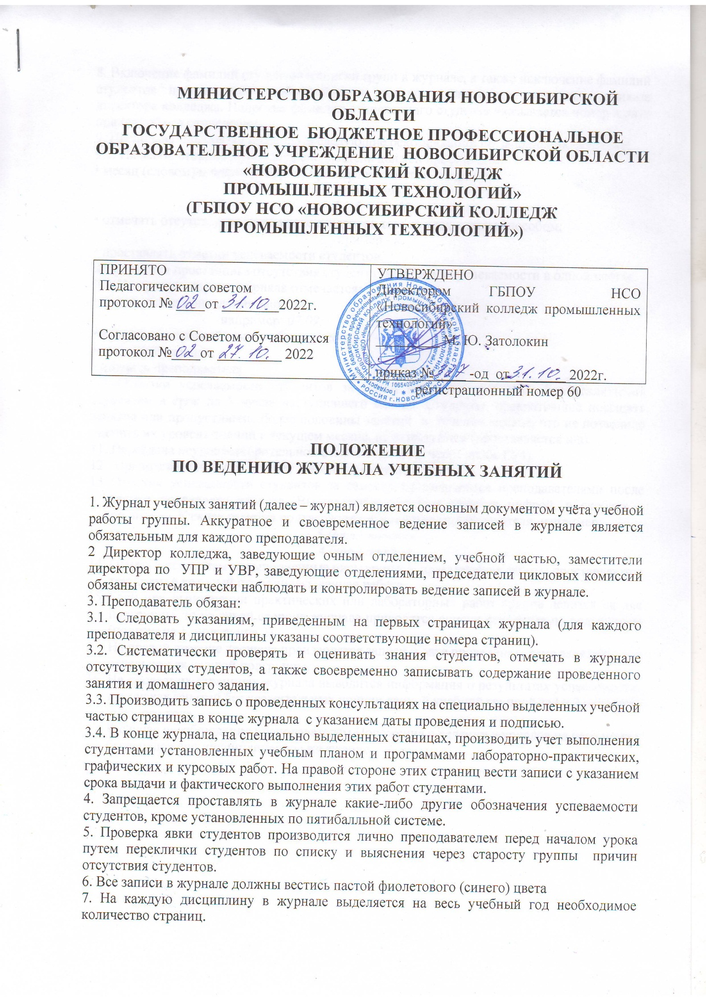 МИНИСТЕРСТВО ОБРАЗОВАНИЯ НОВОСИБИРСКОЙ
ОБЛАСТИ
ГОСУДАРСТВЕННОЕ БЮДЖЕТНОЕ ПРОФЕССИОНАЛЬНОЕ
ОБРАЗОВАТЕЛЬНОЕ УЧРЕЖДЕНИЕ НОВОСИБИРСКОЙ ОБЛАСТИ
«НОВОСИБИРСКИЙ КОЛЛЕДЖ
ПРОМЫШЛЕННЫХ ТЕХНОЛОГИЙ»
(ГБПОУ НСО «НОВОСИБИРСКИЙ КОЛЛЕДЖ
ПРОМЫШЛЕННЫХ ТЕХНОЛОГИЙ»)
ПРИНЯТО
Педагогическим советом
протокол № 02 от 31.10. 2022г.
Согласовано с Советом обучающихся
протокол № 02 от 27.10. 2022
УТВЕРЖДЕНО
Директором ГБПОУ НСО
«Новосибирский колледж промышленных
технологий»
М. Ю. Затолокин
приказ № -од от 31.10. 2022г.
регистрационный номер 60
ПОЛОЖЕНИЕ
ПО ВЕДЕНИЮ ЖУРНАЛА УЧЕБНЫХ ЗАНЯТИЙ
1. Журнал учебных занятий (далее – журнал) является основным документом учёта учебной
работы группы. Аккуратное и своевременное ведение записей в журнале является
обязательным для каждого преподавателя.
2 Директор колледжа, заведующие очным отделением, учебной частью, заместители
директора по УПР и УВР, заведующие отделениями, председатели цикловых комиссий
обязаны систематически наблюдать и контролировать ведение записей в журнале.
3. Преподаватель обязан:
3.1. Следовать указаниям, приведенным на первых страницах журнала (для каждого
преподавателя и дисциплины указаны соответствующие номера страниц).
3.2. Систематически проверять и оценивать знания студентов, отмечать в журнале
отсутствующих студентов, а также своевременно записывать содержание проведенного
занятия и домашнего задания.
3.3. Производить запись о проведенных консультациях на специально выделенных учебной
частью страницах в конце журнала с указанием даты проведения и подписью.
3.4. В конце журнала, на специально выделенных станицах, производить учет выполнения
студентами установленных учебным планом и программами лабораторно-практических,
графических и курсовых работ. На правой стороне этих страниц вести записи с указанием
срока выдачи и фактического выполнения этих работ студентами.
4. Запрещается проставлять в журнале какие-либо другие обозначения успеваемости
студентов, кроме установленных по пятибалльной системе.
5. Проверка явки студентов производится лично преподавателем перед началом урока
путем переклички студентов по списку и выяснения через старосту группы причин
отсутствия студентов.
6. Все записи в журнале должны вестись пастой фиолетового (синего) цвета
7. На каждую дисциплину в журнале выделяется на весь учебный год необходимое
количество страниц.